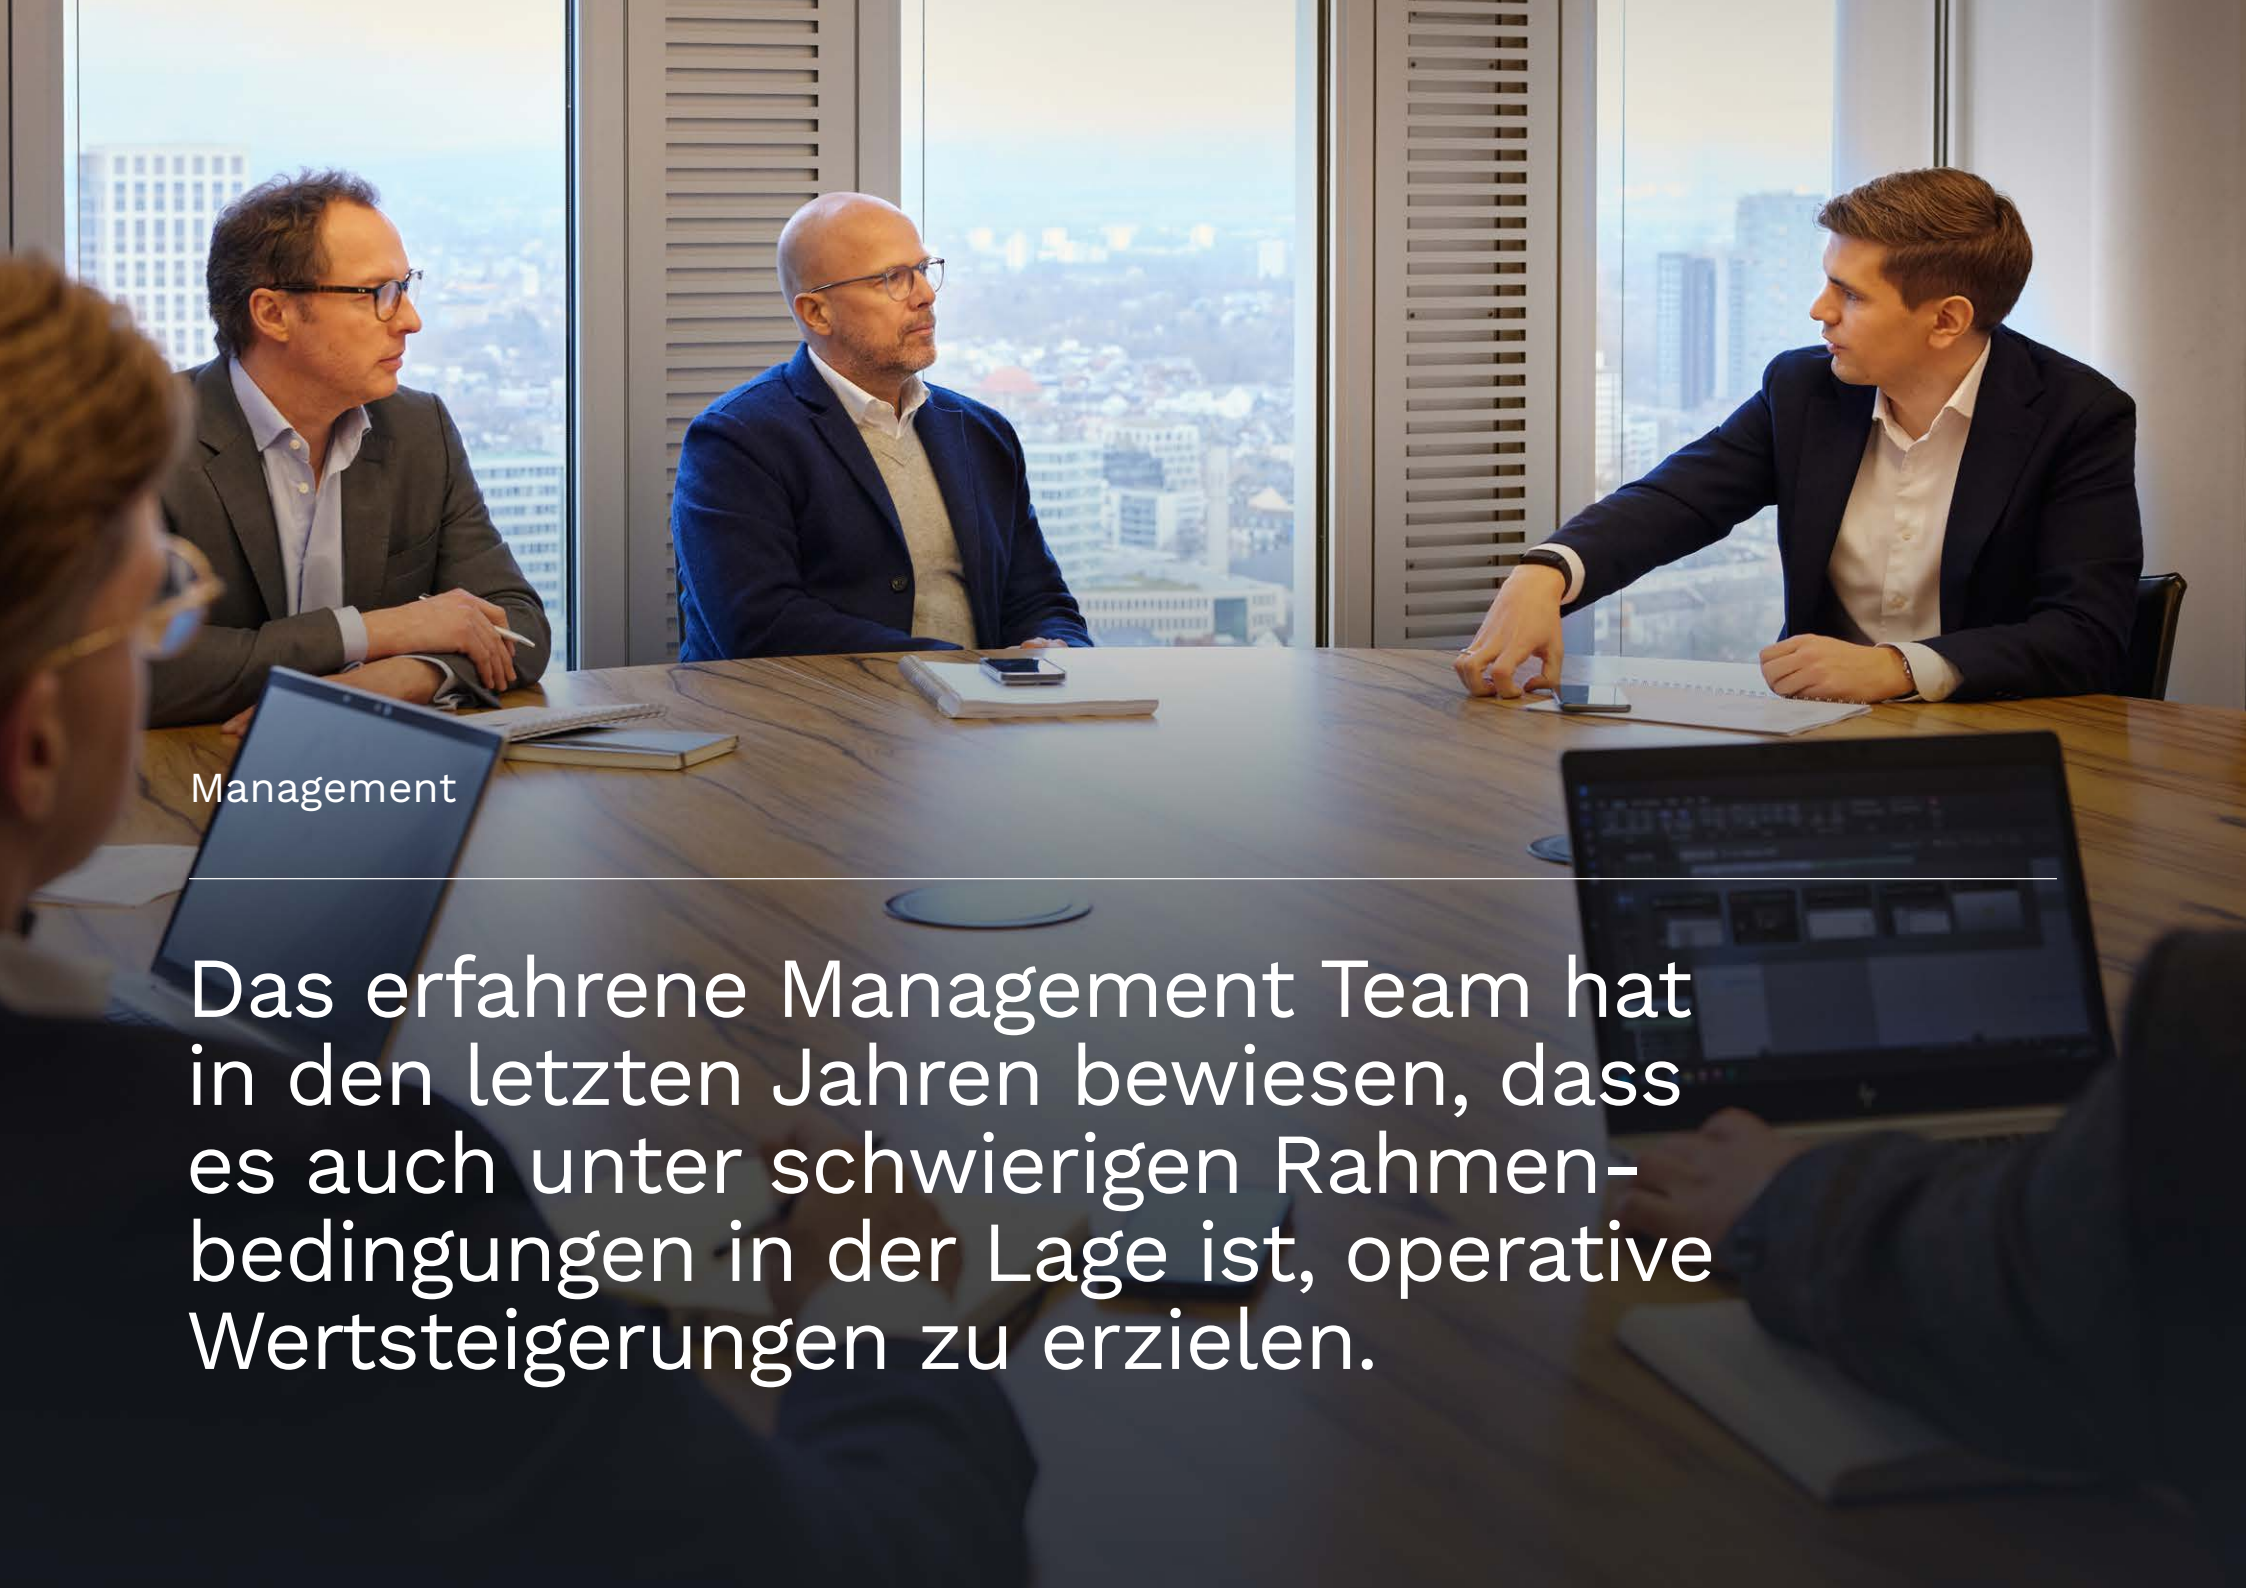 Management
Das erfahrene Management Team hat
in den letzten Jahren bewiesen, dass
es auch unter schwierigen Rahmen-
bedingungen in der Lage ist, operative
Wertsteigerungen zu erzielen.